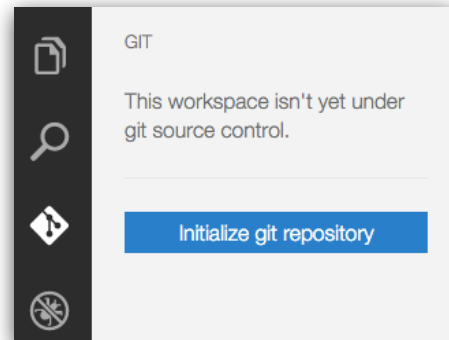 GIT
This workspace isn't yet under
git source control.
Initialize git repository